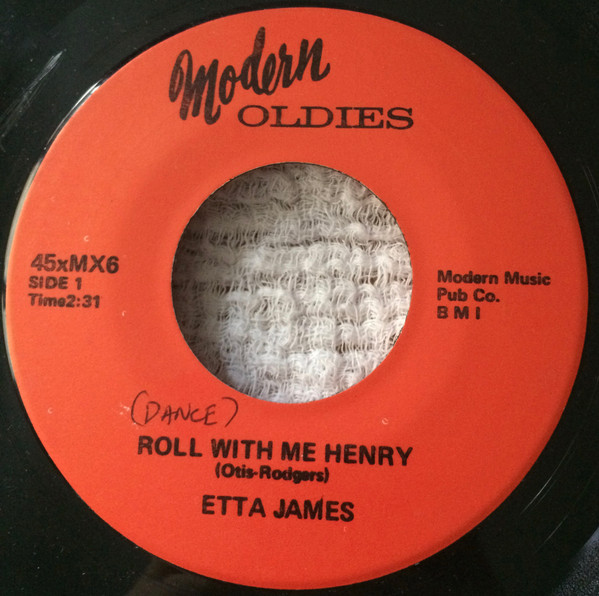 Modern
OLDIES
45xMX6
SIDE 1
Time2:31
Modern Music
Pub Co.
B M I
(DANCE)
ROLL WITH ME HENRY
(Otis-Rodgers)
ETTA JAMES